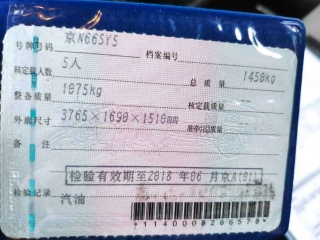 京N66SY5
号牌号码 档案编号
核定载人数 5人 总质量 1450kg
整备质量 1075kg 核定载质量
外廓尺寸 3765×1690×1510mm 准牵引总质量
备注
检验有效期至2018年06月京A(01)
检验记录 汽油
*1140008266578*